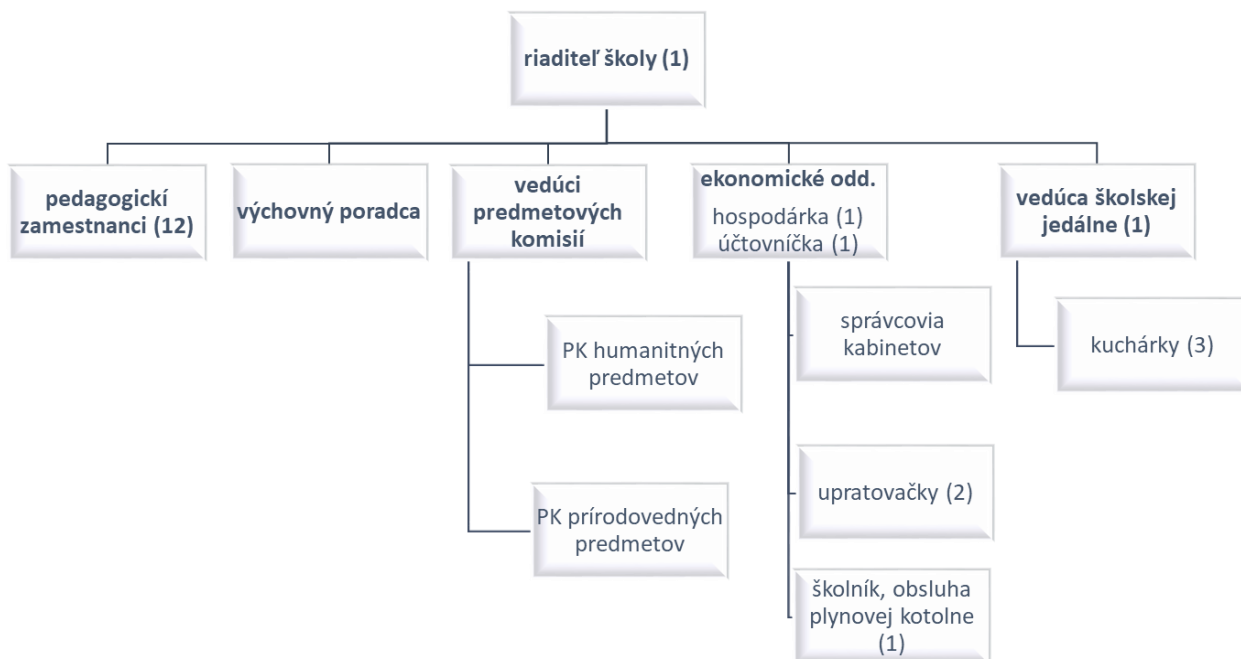 riaditeľ školy (1)
pedagogickí
zamestnanci (12)
výchovný poradca
vedúci
predmetových
komisií
ekonomické odd.
hospodárka (1)
účtovníčka (1)
vedúca školskej
jedálne (1)
PK humanitných
predmetov
PK prírodovedných
predmetov
správcovia
kabinetov
upratovačky (2)
školník, obsluha
plynovej kotolne
(1)
kuchárky (3)